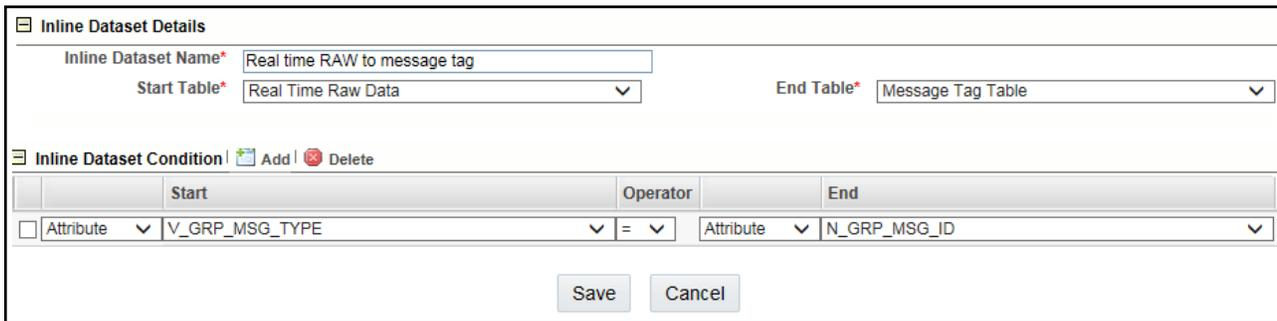 Inline Dataset Details
Inline Dataset Name* Real time RAW to message tag
Start Table* Real Time Raw Data End Table* Message Tag Table
Inline Dataset Condition | Add | Delete
Start Operator End
Attribute V_GRP_MSG_TYPE = Attribute N_GRP_MSG_ID
Save Cancel